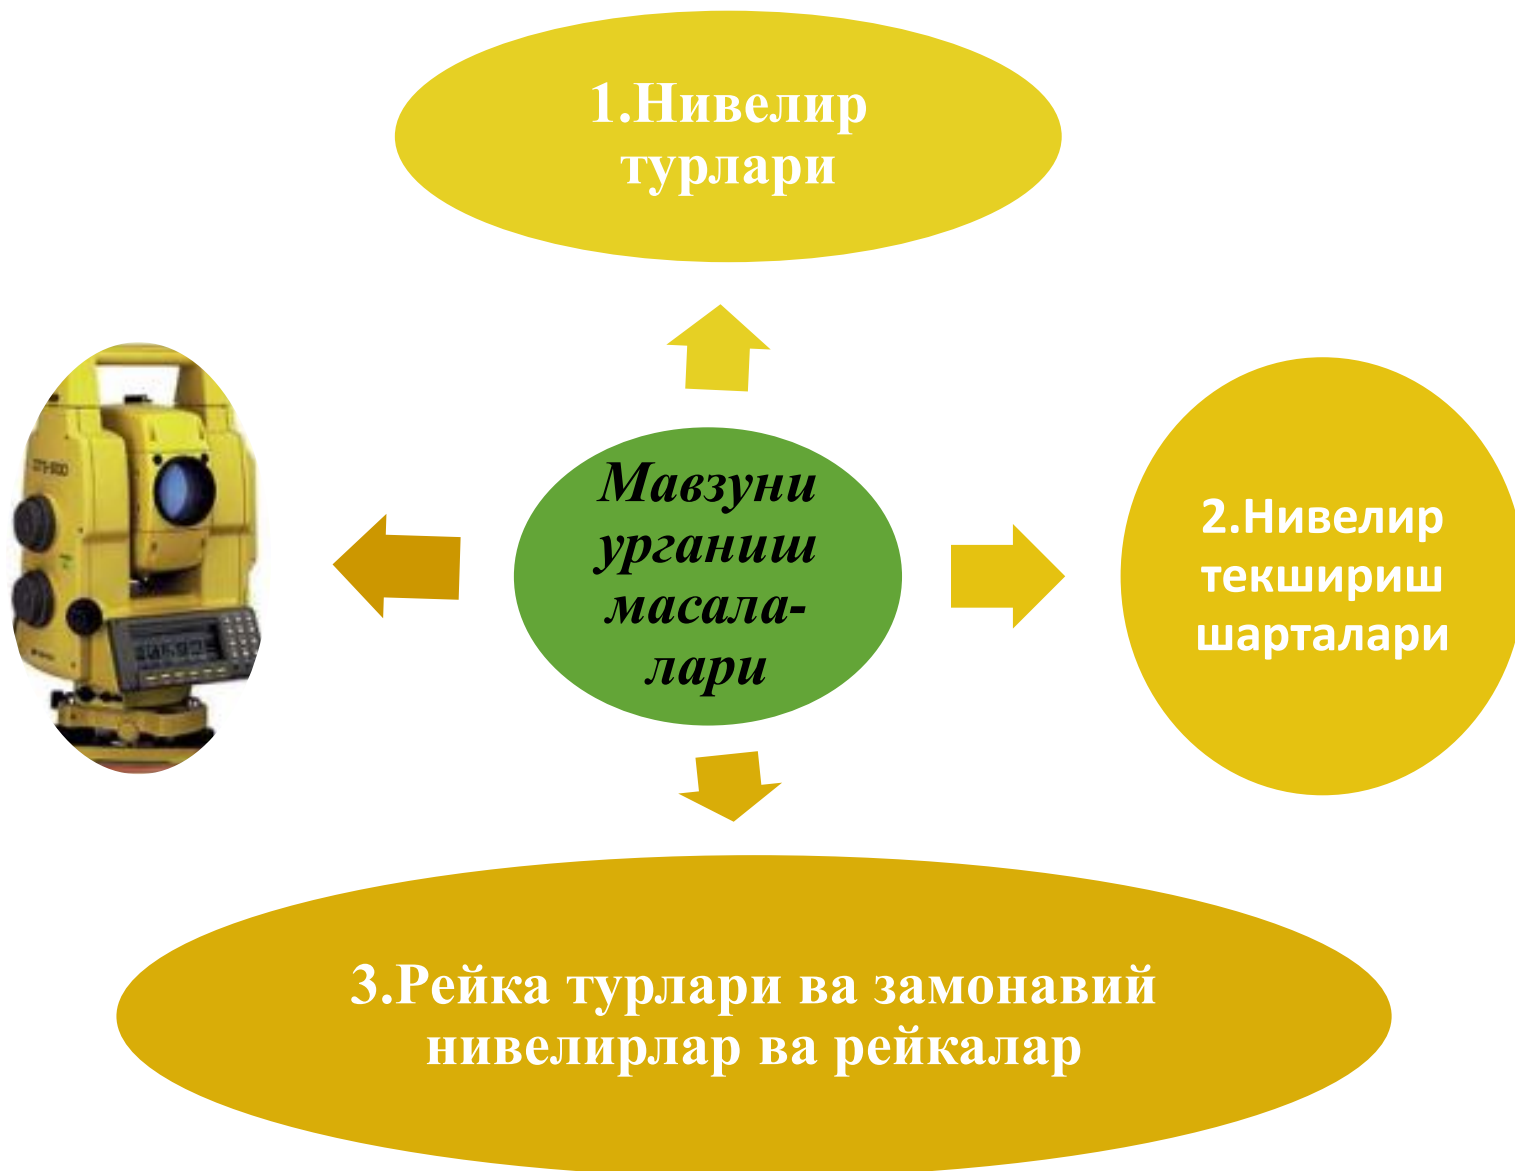 1.Нивелир
турлари
Мавзуни
урганиш
масала-
лари
2.Нивелир
текшириш
шарталари
3.Рейка турлари ва замонавий
нивелирлар ва рейкалар